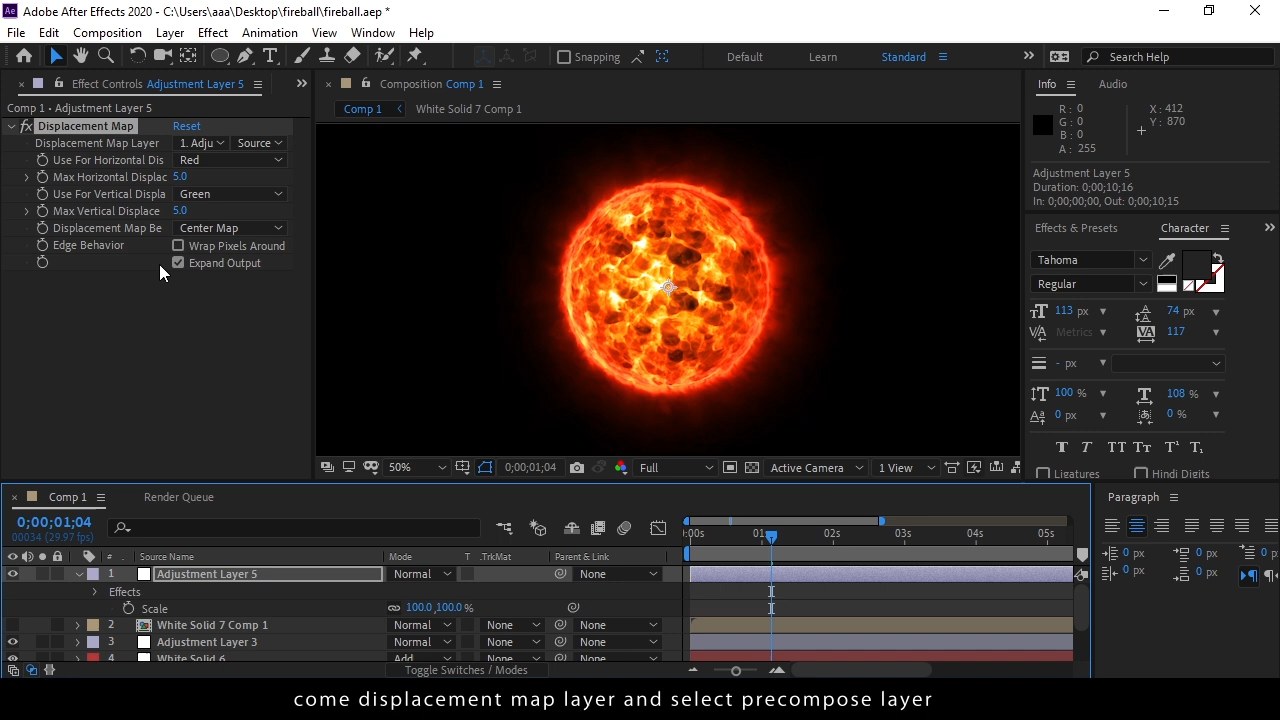 Ae Adobe After Effects 2020 - C:\Users\aaa\Desktop\fireball\fireball.aep *
File Edit Composition Layer Effect Animation View Window Help
Snapping Default Learn Standard Search Help
Effect Controls Adjustment Layer 5
Comp 1 • Adjustment Layer 5
fx Displacement Map Reset
Displacement Map Layer 1. Adju Source
Use For Horizontal Dis Red
Max Horizontal Displac 5.0
Use For Vertical Displa Green
Max Vertical Displace 5.0
Displacement Map Be Center Map
Edge Behavior Wrap Pixels Around
Expand Output
Composition Comp 1
Comp 1 White Solid 7 Comp 1
50% 0;00;01;04 Full Active Camera 1 View
Info Audio
R: 0 X: 412
G: 0 Y: 870
B: 0
A: 255
Adjustment Layer 5
Duration: 0;00;10;16
In: 0;00;00;00, Out: 0;00;10;15
Effects & Presets Character
Tahoma
Regular
113 px 74 px
Metrics 117
- px
100 % 108 %
0 px 0 %
T T TT Tr T¹ T,
Ligatures Hindi Digits
Paragraph
0 px 0 px 0 p
0 px 0 px
Comp 1 Render Queue
0;00;01;04
00034 (29.97 fps)
# Source Name Mode T .TrkMat Parent & Link
1 Adjustment Layer 5 Normal None
Effects
Scale 100.0,100.0 %
2 White Solid 7 Comp 1 Normal None None
3 Adjustment Layer 3 Normal None None
4 White Solid 6 Add None None
Toggle Switches / Modes
:00s 01s 02s 03s 04s 05s
come displacement map layer and select precompose layer